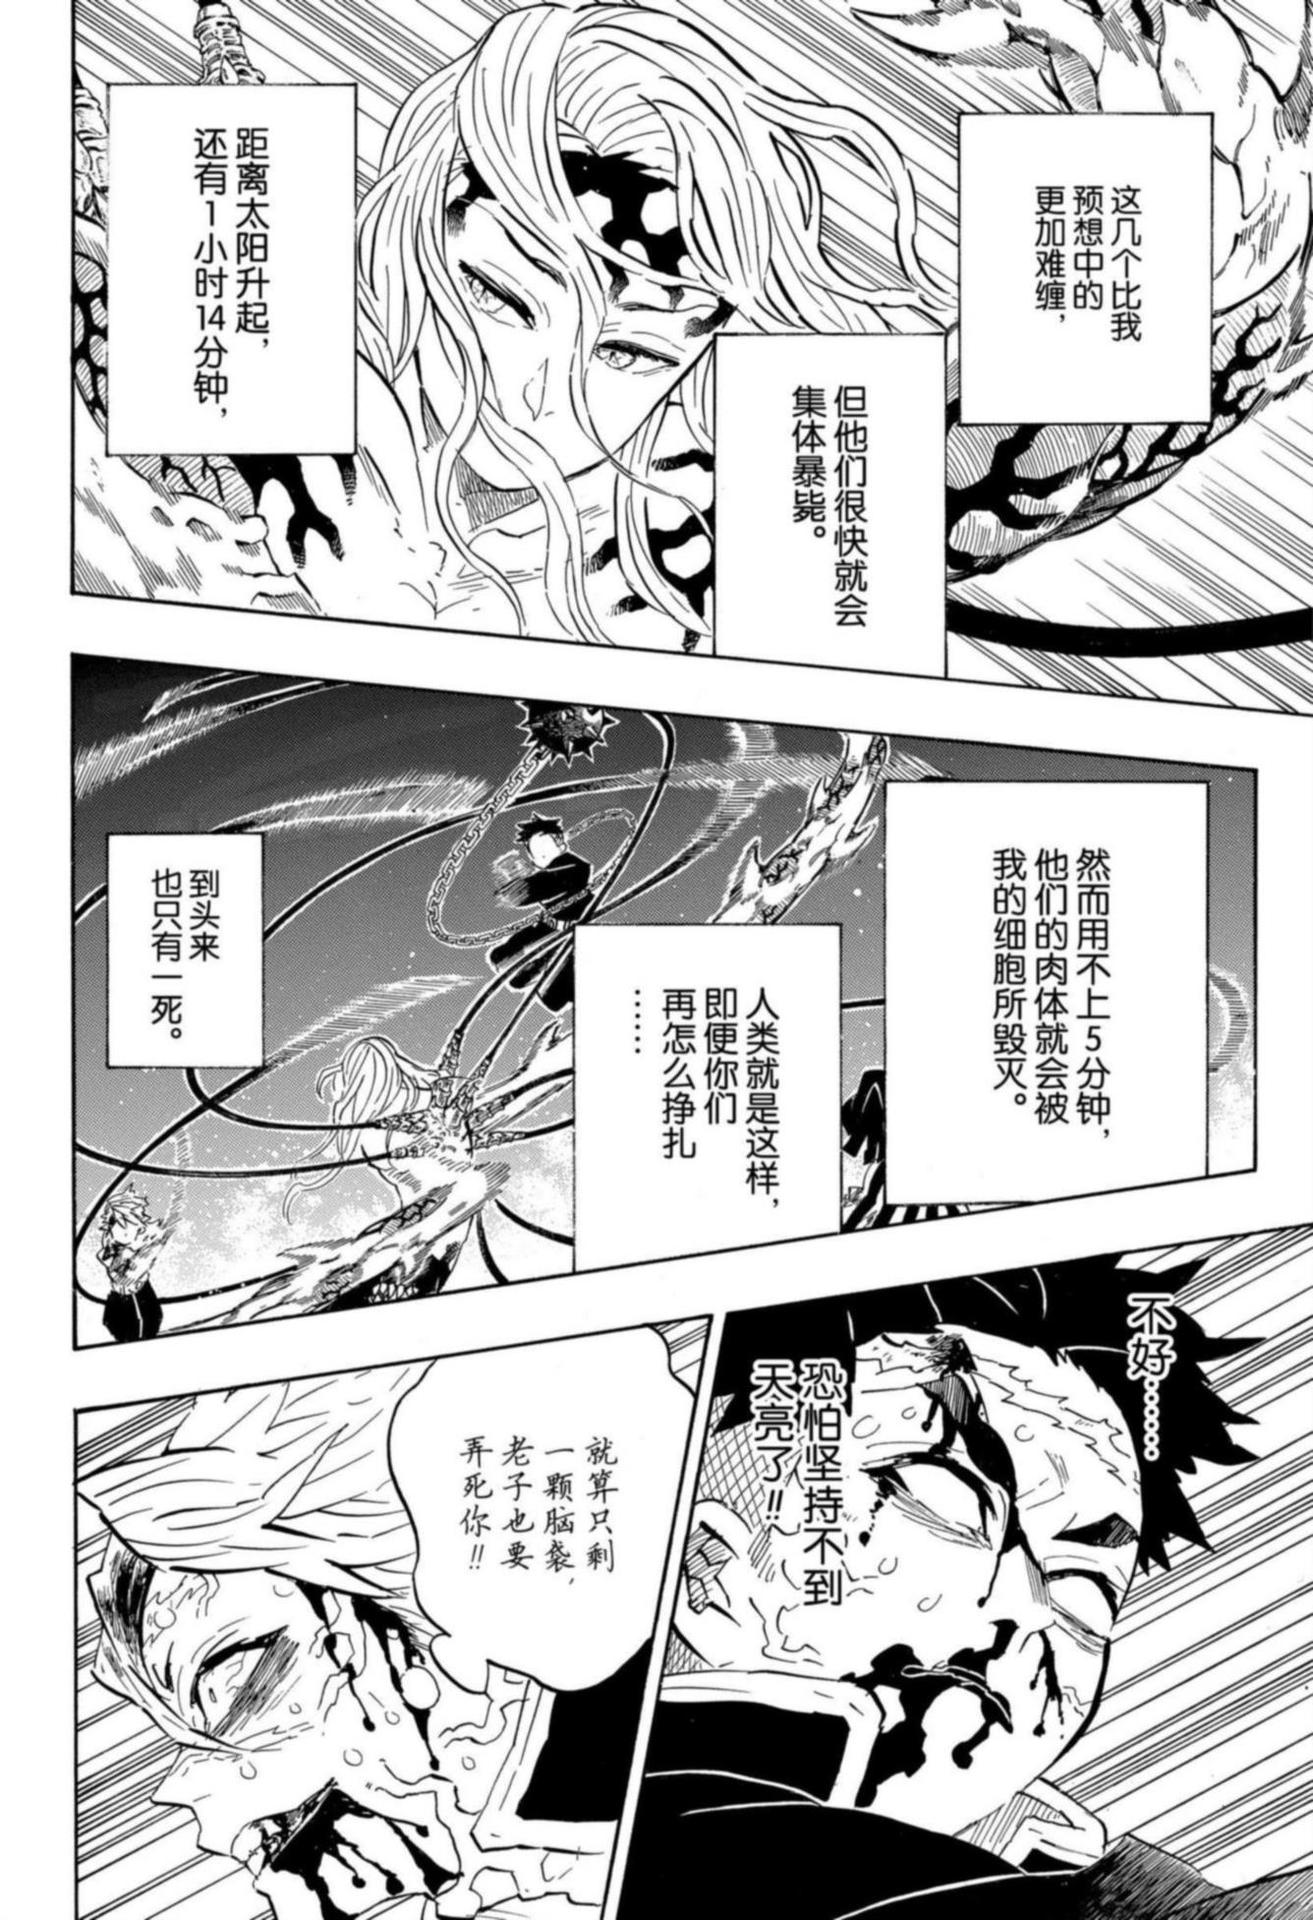 这几个比我
预想中的
更加难缠，
但他们很快就会
集体暴毙。
距离太阳升起，
还有1小时14分钟，
然而用不上5分钟，
他们的肉体就会被
我的细胞所毁灭。
人类就是这样，
即便你们
再怎么挣扎
……
到头来
也只有一死。
不好……
恐怕坚持不到
天亮了!!
就算只剩
一颗脑袋，
老子也要
弄死你!!